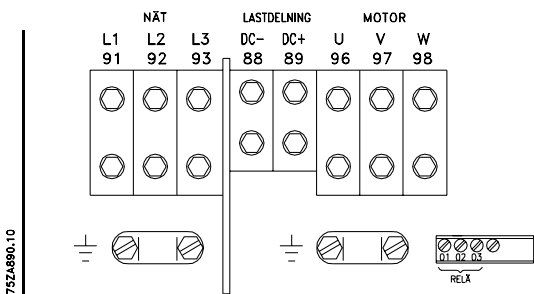 NÄT LASTDELNING MOTOR
L1 L2 L3 DC- DC+ U V W
91 92 93 88 89 96 97 98
01 02 03
RELÄ
175ZA890.10